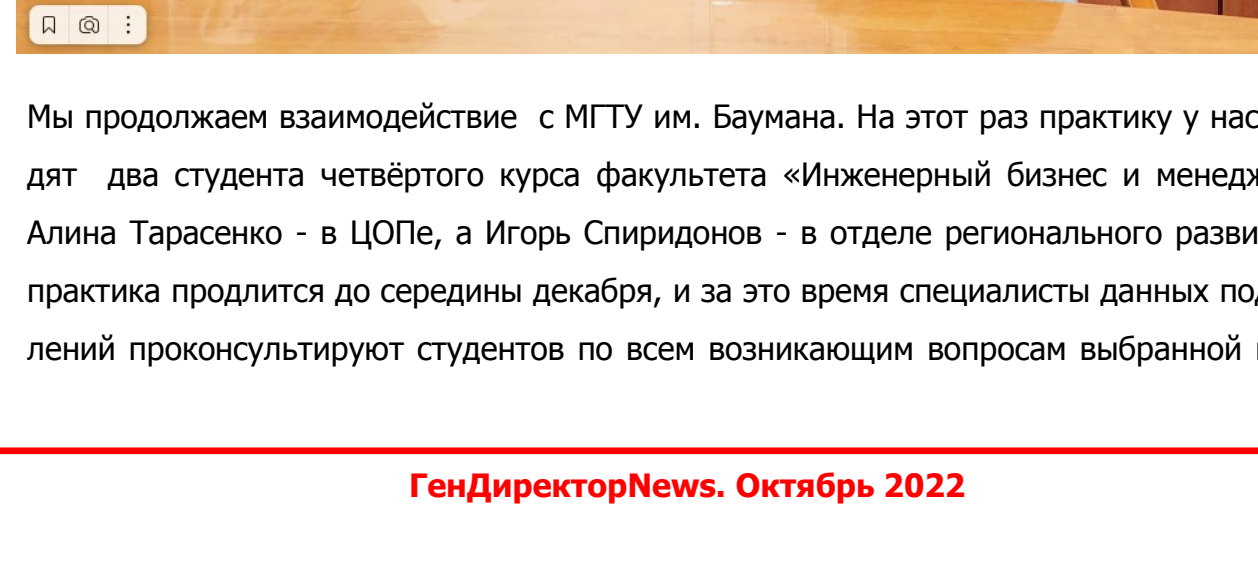 Мы продолжаем взаимодействие с МГТУ им. Баумана. На этот раз практику у нас
дят два студента четвёртого курса факультета «Инженерный бизнес и менедж
Алина Тарасенко - в ЦОПе, а Игорь Спиридонов - в отделе регионального разви
практика продлится до середины декабря, и за это время специалисты данных под
лений проконсультируют студентов по всем возникающим вопросам выбранной
ГенДиректорNews. Октябрь 2022